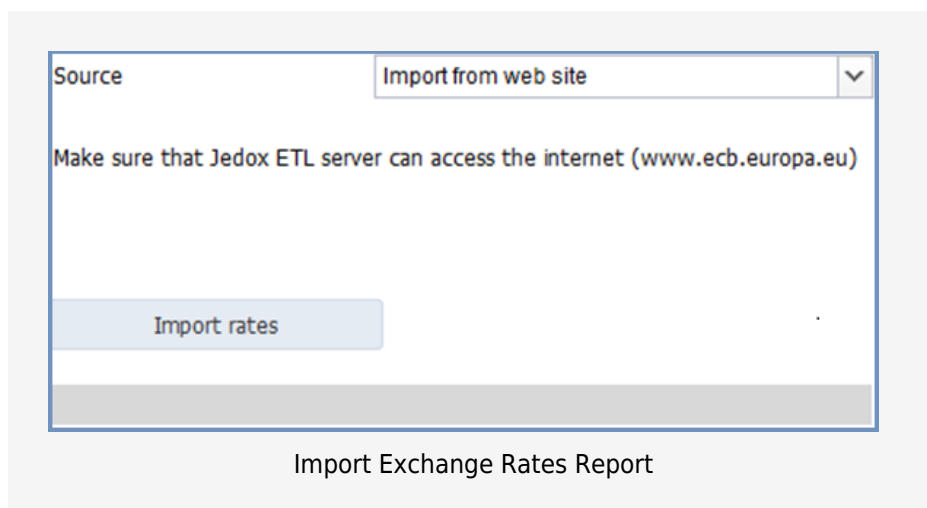 Source Import from web site
Make sure that Jedox ETL server can access the internet (www.ecb.europa.eu)
Import rates .
Import Exchange Rates Report